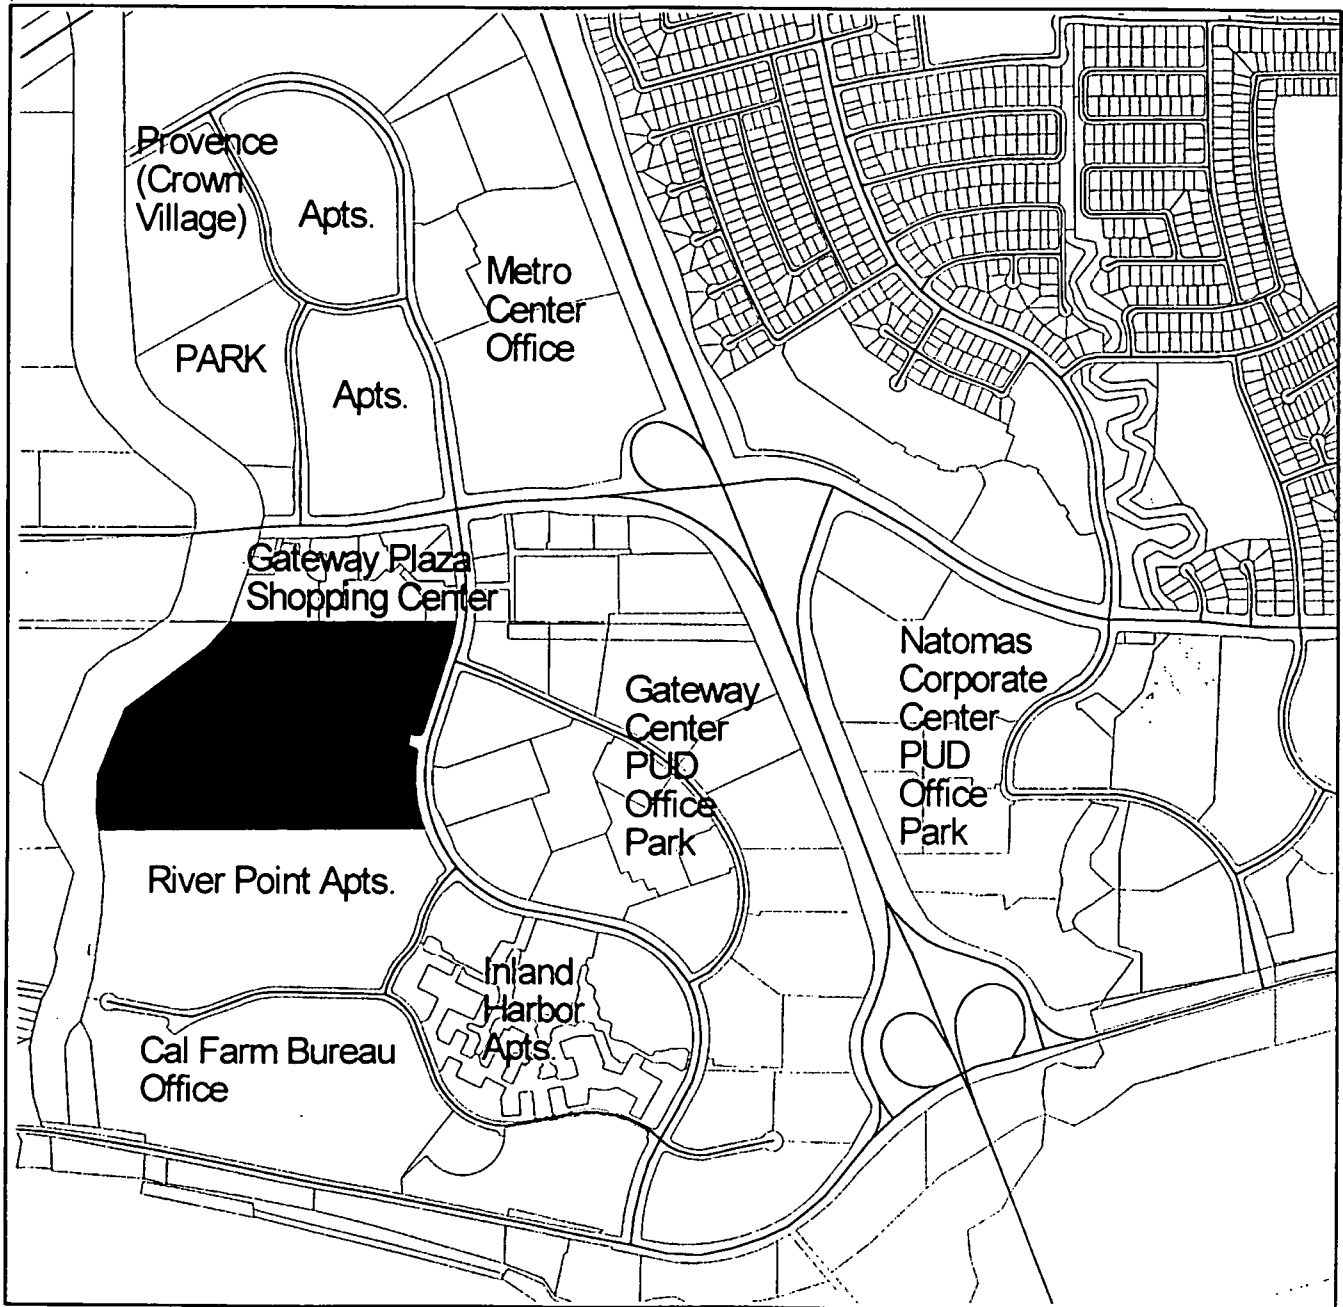 Provence
(Crown
Village)
Apts.
Metro
Center
Office
PARK
Apts.
Gateway Plaza
Shopping Center
Natomas
Corporate
Center
PUD
Office
Park
Gateway
Center
PUD
Office
Park
River Point Apts.
Inland
Harbor
Apts.
Cal Farm Bureau
Office